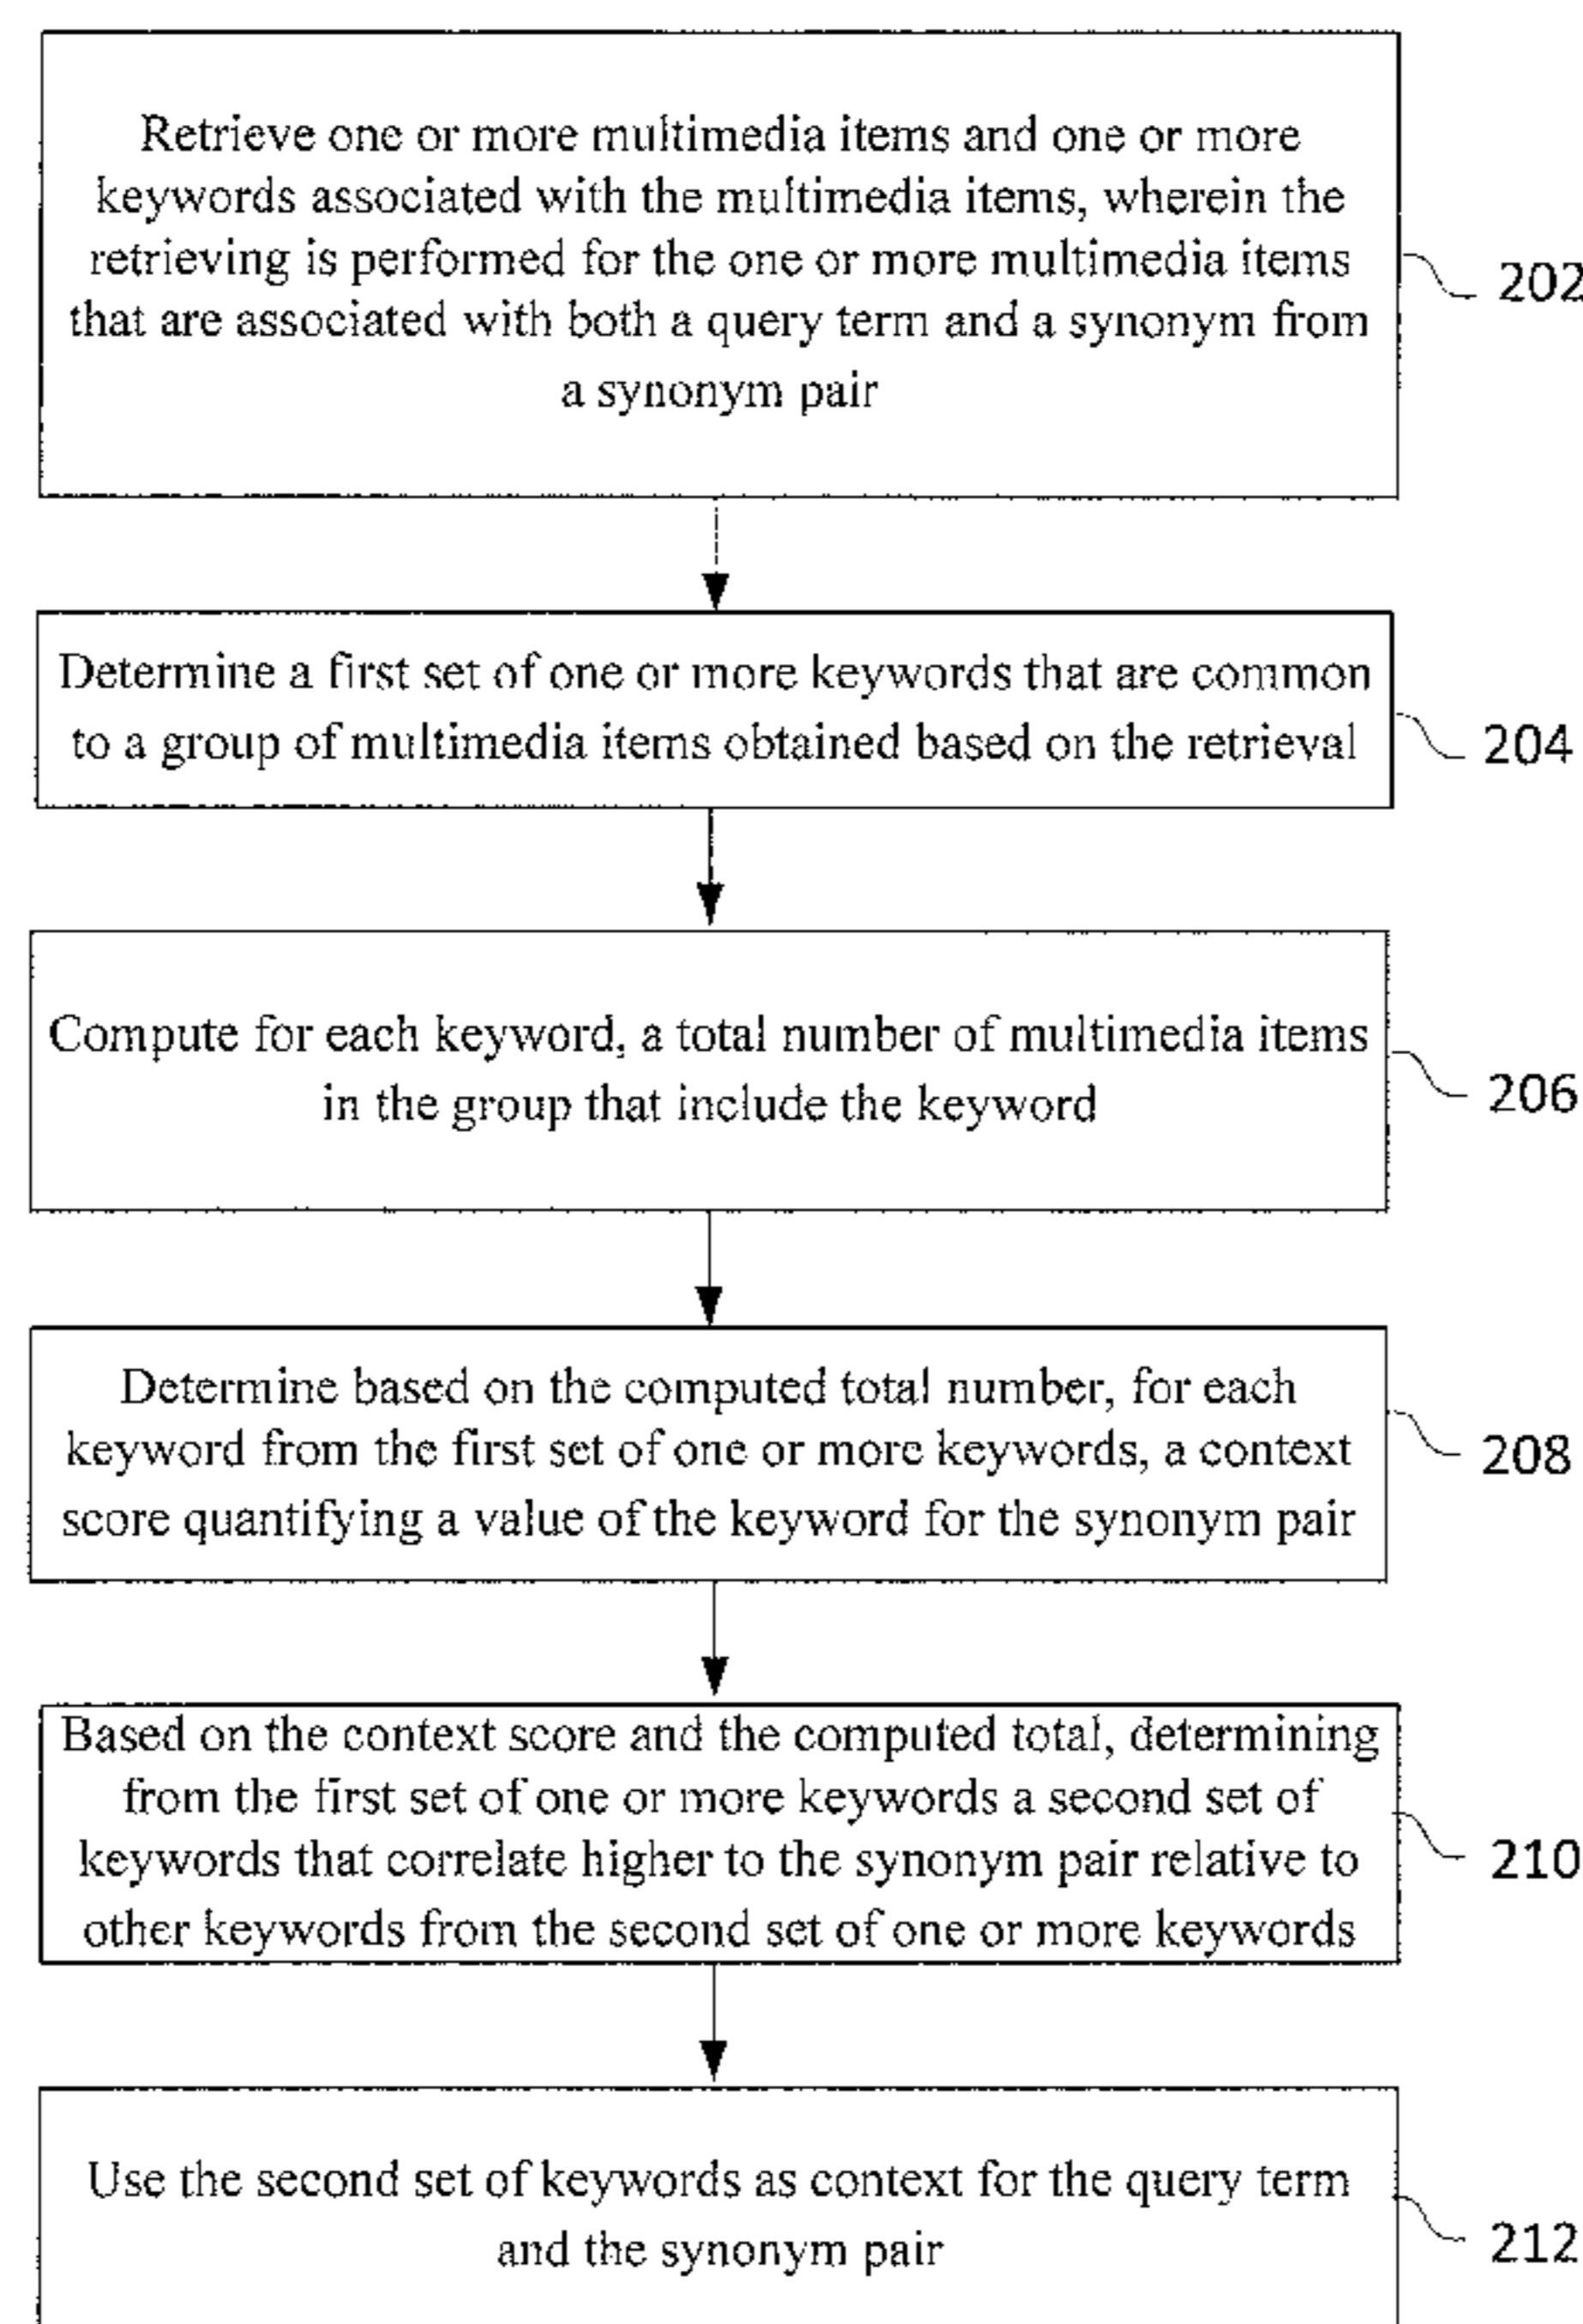 Retrieve one or more multimedia items and one or more
keywords associated with the multimedia items, wherein the
retrieving is performed for the one or more multimedia items
that are associated with both a query term and a synonym from
a synonym pair
202
Determine a first set of one or more keywords that are common
to a group of multimedia items obtained based on the retrieval
204
Compute for each keyword, a total number of multimedia items
in the group that include the keyword
206
Determine based on the computed total number, for each
keyword from the first set of one or more keywords, a context
score quantifying a value of the keyword for the synonym pair
208
Based on the context score and the computed total, determining
from the first set of one or more keywords a second set of
keywords that correlate higher to the synonym pair relative to
other keywords from the second set of one or more keywords
210
Use the second set of keywords as context for the query term
and the synonym pair
212